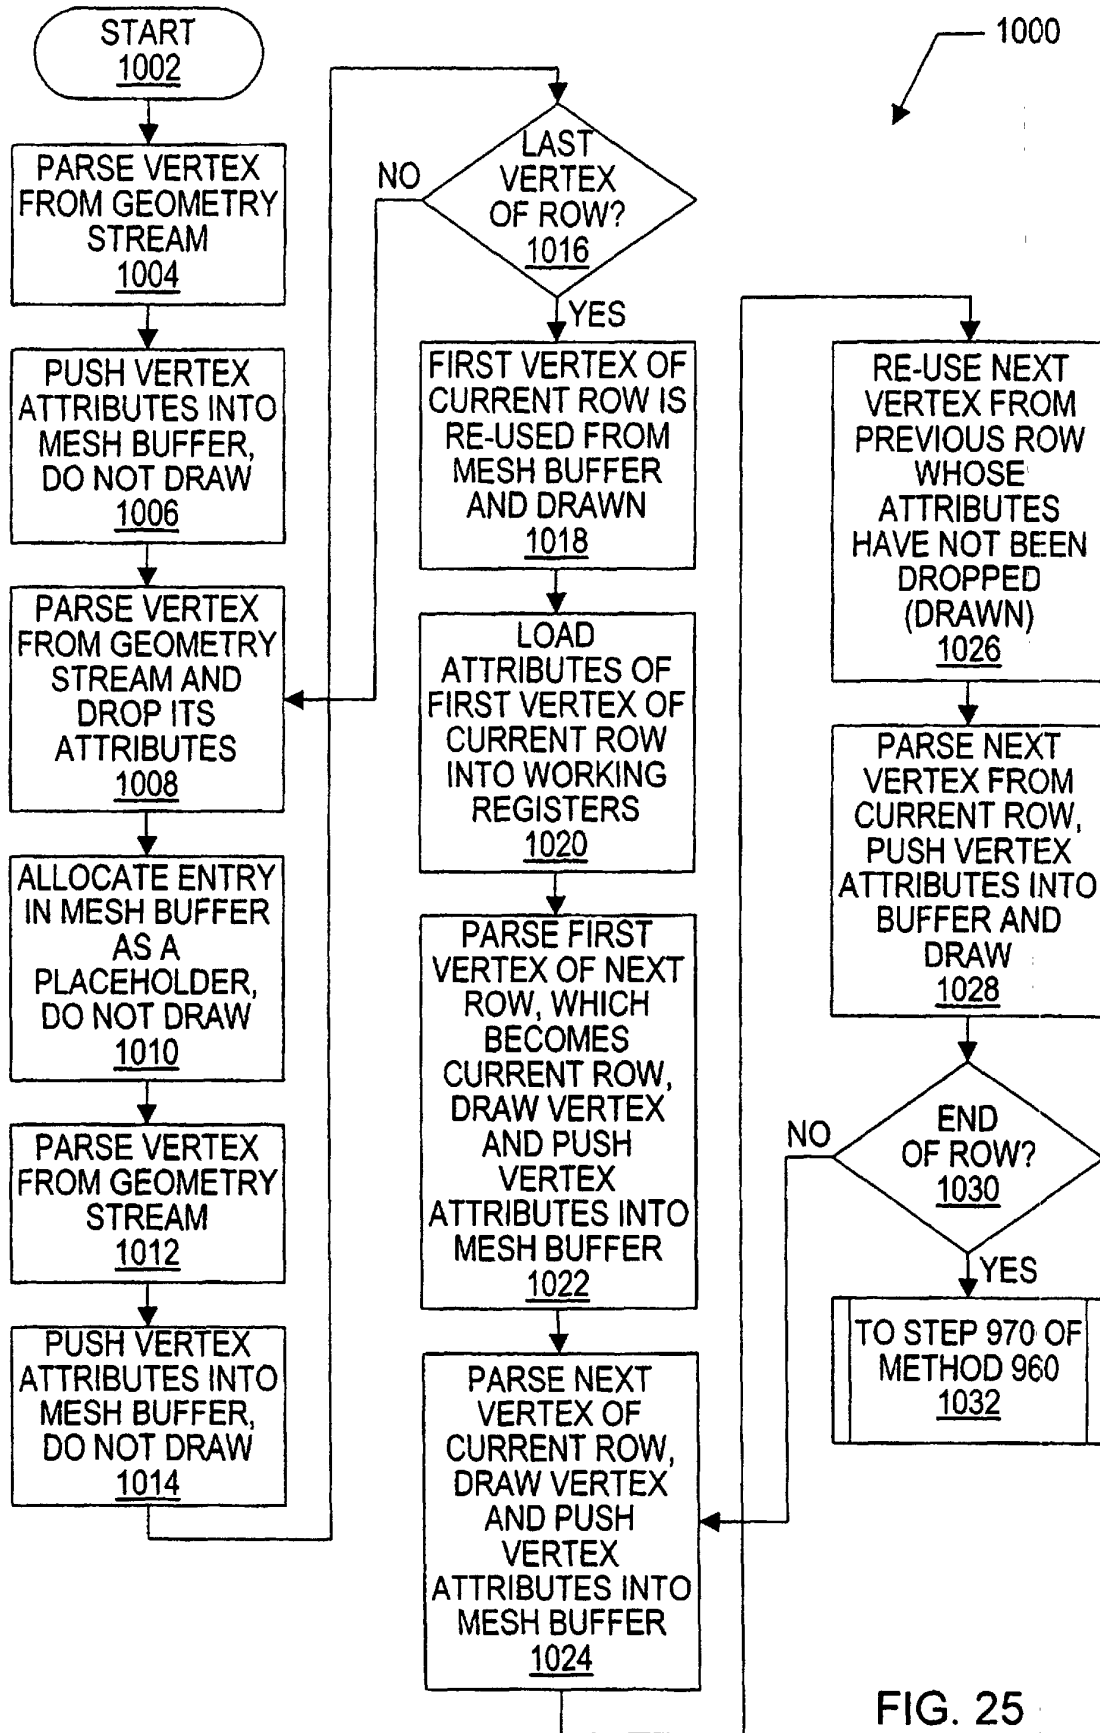 START
1002
PARSE VERTEX
FROM GEOMETRY
STREAM
1004
PUSH VERTEX
ATTRIBUTES INTO
MESH BUFFER,
DO NOT DRAW
1006
PARSE VERTEX
FROM GEOMETRY
STREAM AND
DROP ITS
ATTRIBUTES
1008
ALLOCATE ENTRY
IN MESH BUFFER
AS A
PLACEHOLDER,
DO NOT DRAW
1010
PARSE VERTEX
FROM GEOMETRY
STREAM
1012
PUSH VERTEX
ATTRIBUTES INTO
MESH BUFFER,
DO NOT DRAW
1014
LAST
VERTEX
OF ROW?
1016
NO
YES
FIRST VERTEX OF
CURRENT ROW IS
RE-USED FROM
MESH BUFFER
AND DRAWN
1018
LOAD
ATTRIBUTES OF
FIRST VERTEX OF
CURRENT ROW
INTO WORKING
REGISTERS
1020
PARSE FIRST
VERTEX OF NEXT
ROW, WHICH
BECOMES
CURRENT ROW,
DRAW VERTEX
AND PUSH
VERTEX
ATTRIBUTES INTO
MESH BUFFER
1022
PARSE NEXT
VERTEX OF
CURRENT ROW,
DRAW VERTEX
AND PUSH
VERTEX
ATTRIBUTES INTO
MESH BUFFER
1024
1000
RE-USE NEXT
VERTEX FROM
PREVIOUS ROW
WHOSE
ATTRIBUTES
HAVE NOT BEEN
DROPPED
(DRAWN)
1026
PARSE NEXT
VERTEX FROM
CURRENT ROW,
PUSH VERTEX
ATTRIBUTES INTO
BUFFER AND
DRAW
1028
END
OF ROW?
1030
NO
YES
TO STEP 970 OF
METHOD 960
1032
FIG. 25